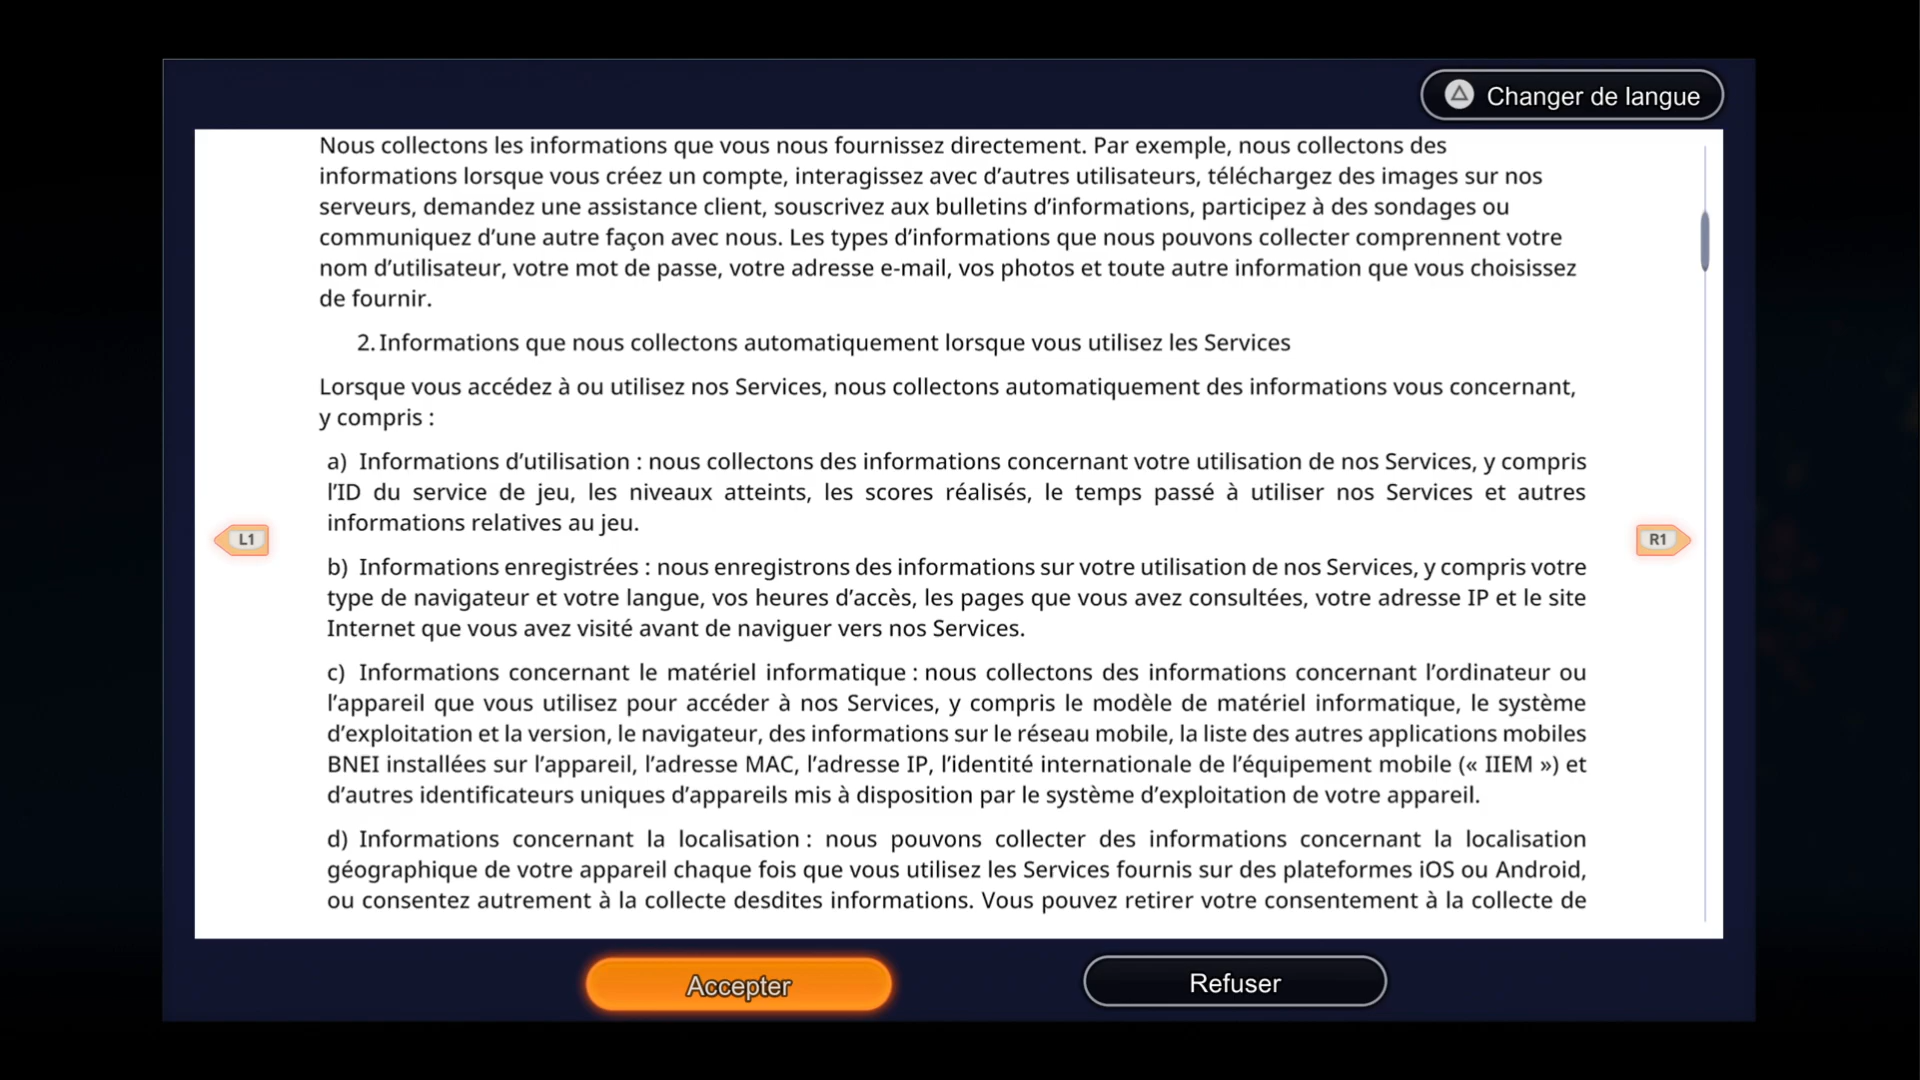 Changer de langue
Nous collectons les informations que vous nous fournissez directement. Par exemple, nous collectons des
informations lorsque vous créez un compte, interagissez avec d’autres utilisateurs, téléchargez des images sur nos
serveurs, demandez une assistance client, souscrivez aux bulletins d’informations, participez à des sondages ou
communiquez d’une autre façon avec nous. Les types d’informations que nous pouvons collecter comprennent votre
nom d’utilisateur, votre mot de passe, votre adresse e-mail, vos photos et toute autre information que vous choisissez
de fournir.
2. Informations que nous collectons automatiquement lorsque vous utilisez les Services
Lorsque vous accédez à ou utilisez nos Services, nous collectons automatiquement des informations vous concernant,
y compris :
a) Informations d’utilisation : nous collectons des informations concernant votre utilisation de nos Services, y compris
l’ID du service de jeu, les niveaux atteints, les scores réalisés, le temps passé à utiliser nos Services et autres
informations relatives au jeu.
L1
R1
b) Informations enregistrées : nous enregistrons des informations sur votre utilisation de nos Services, y compris votre
type de navigateur et votre langue, vos heures d’accès, les pages que vous avez consultées, votre adresse IP et le site
Internet que vous avez visité avant de naviguer vers nos Services.
c) Informations concernant le matériel informatique : nous collectons des informations concernant l’ordinateur ou
l’appareil que vous utilisez pour accéder à nos Services, y compris le modèle de matériel informatique, le système
d’exploitation et la version, le navigateur, des informations sur le réseau mobile, la liste des autres applications mobiles
BNEI installées sur l’appareil, l’adresse MAC, l’adresse IP, l’identité internationale de l’équipement mobile (« IIEM ») et
d’autres identificateurs uniques d’appareils mis à disposition par le système d’exploitation de votre appareil.
d) Informations concernant la localisation : nous pouvons collecter des informations concernant la localisation
géographique de votre appareil chaque fois que vous utilisez les Services fournis sur des plateformes iOS ou Android,
ou consentez autrement à la collecte desdites informations. Vous pouvez retirer votre consentement à la collecte de
Accepter
Refuser